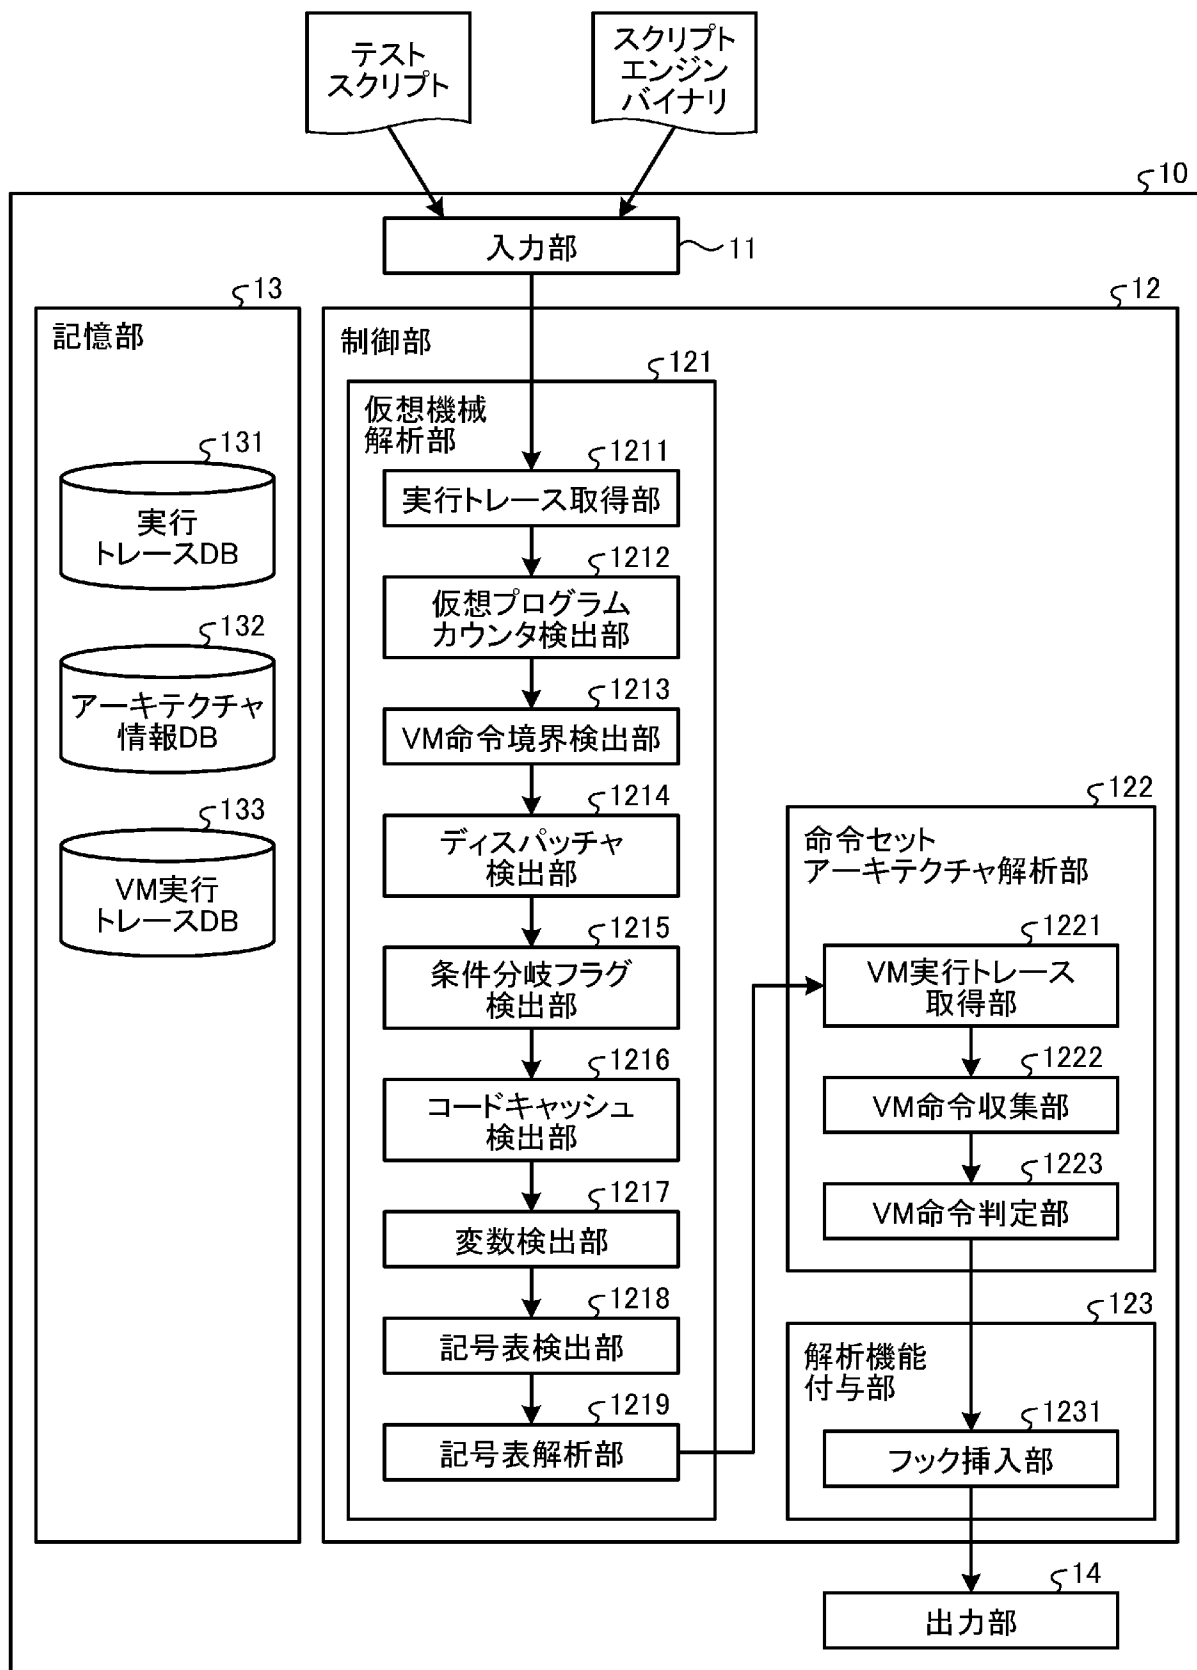 テスト
スクリプト
スクリプト
エンジン
バイナリ
10
入力部
11
13
記憶部
131
実行
トレースDB
132
アーキテクチャ
情報DB
133
VM実行
トレースDB
12
制御部
121
仮想機械
解析部
1211
実行トレース取得部
1212
仮想プログラム
カウンタ検出部
1213
VM命令境界検出部
1214
ディスパッチャ
検出部
1215
条件分岐フラグ
検出部
1216
コードキャッシュ
検出部
1217
変数検出部
1218
記号表検出部
1219
記号表解析部
122
命令セット
アーキテクチャ解析部
1221
VM実行トレース
取得部
1222
VM命令収集部
1223
VM命令判定部
123
解析機能
付与部
1231
フック挿入部
14
出力部